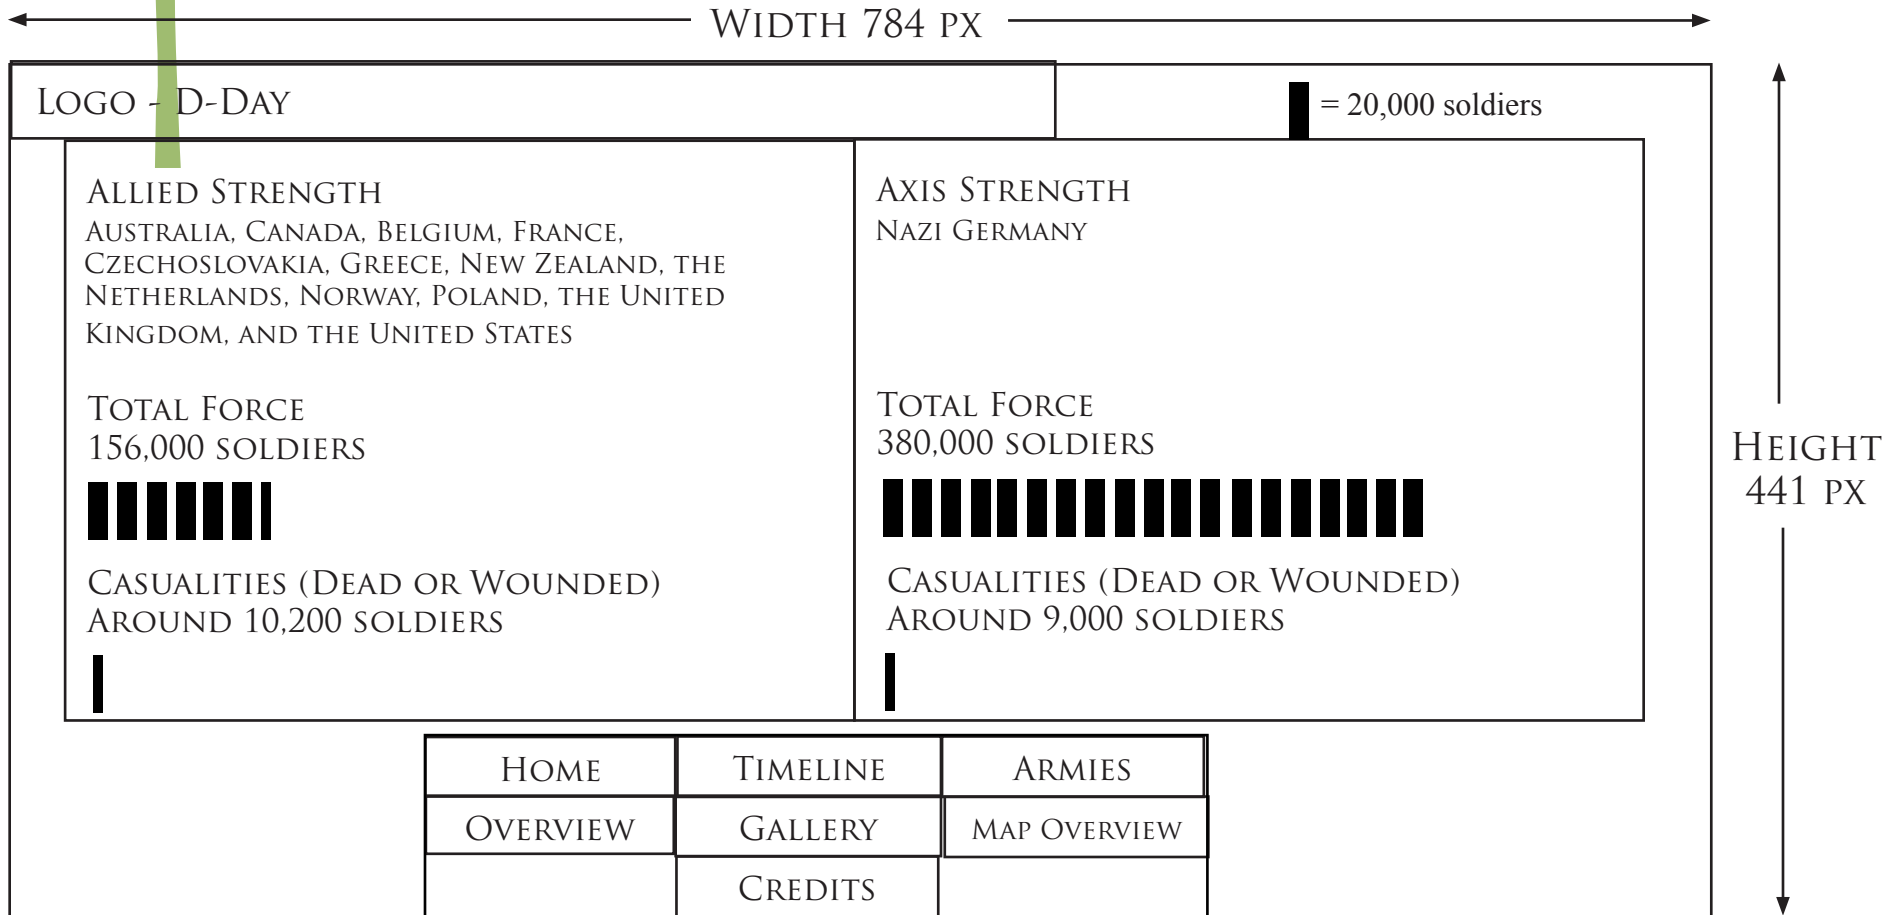 Width 784 px
Logo - D-Day
= 20,000 soldiers
Allied Strength
Australia, Canada, Belgium, France,
Czechoslovakia, Greece, New Zealand, the
Netherlands, Norway, Poland, the United
Kingdom, and the United States
Total Force
156,000 soldiers
Casualities (Dead or Wounded)
Around 10,200 soldiers
Axis Strength
Nazi Germany
Total Force
380,000 soldiers
Casualities (Dead or Wounded)
Around 9,000 soldiers
Height
441 px
Home
Timeline
Armies
Overview
Gallery
Map Overview
Credits